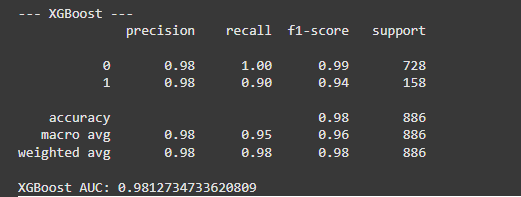 --- XGBoost ---
precision recall f1-score support
0 0.98 1.00 0.99 728
1 0.98 0.90 0.94 158
accuracy 0.98 886
macro avg 0.98 0.95 0.96 886
weighted avg 0.98 0.98 0.98 886
XGBoost AUC: 0.9812734733620809